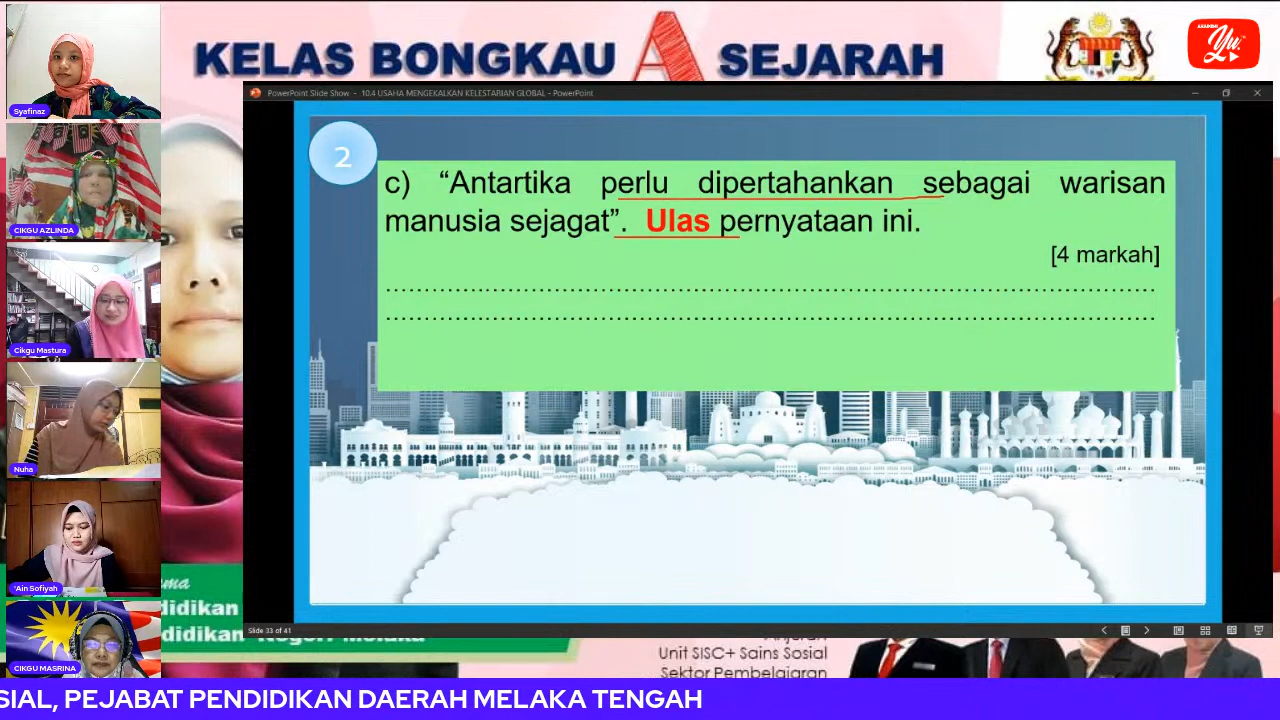 KELAS BONGKAU A SEJARAH
AKADEMI
Yu
PowerPoint Slide Show - 10.4 USAHA MENGEKALKAN KELESTARIAN GLOBAL - PowerPoint
2
c) “Antartika perlu dipertahankan sebagai warisan
manusia sejagat”. Ulas pernyataan ini.
[4 markah]
Slide 33 of 41
Syafinaz
CIKGU AZLINDA
Cikgu Mastura
Nuha
'Ain Sofiyah
CIKGU MASRINA
Unit SISC+ Sains Sosial
Sektor Pembelajaran
SIAL, PEJABAT PENDIDIKAN DAERAH MELAKA TENGAH